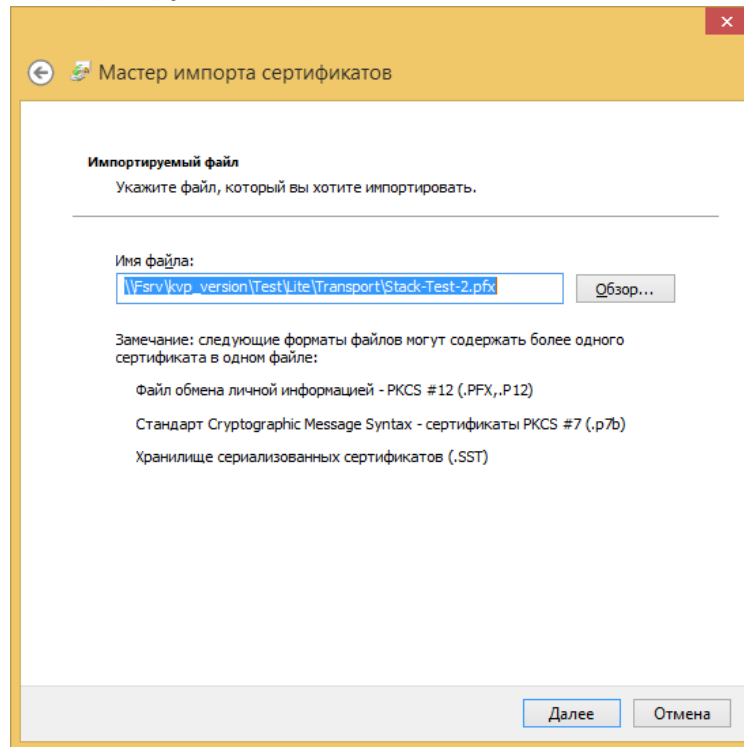 Мастер импорта сертификатов
Импортируемый файл
Укажите файл, который вы хотите импортировать.
Имя файла:
\\Fsrv\kvp_version\Test\Lite\Transport\Stack-Test-2.pfx
Обзор...
Замечание: следующие форматы файлов могут содержать более одного
сертификата в одном файле:
Файл обмена личной информацией - PKCS #12 (.PFX,.P12)
Стандарт Cryptographic Message Syntax - сертификаты PKCS #7 (.p7b)
Хранилище сериализованных сертификатов (.SST)
Далее
Отмена